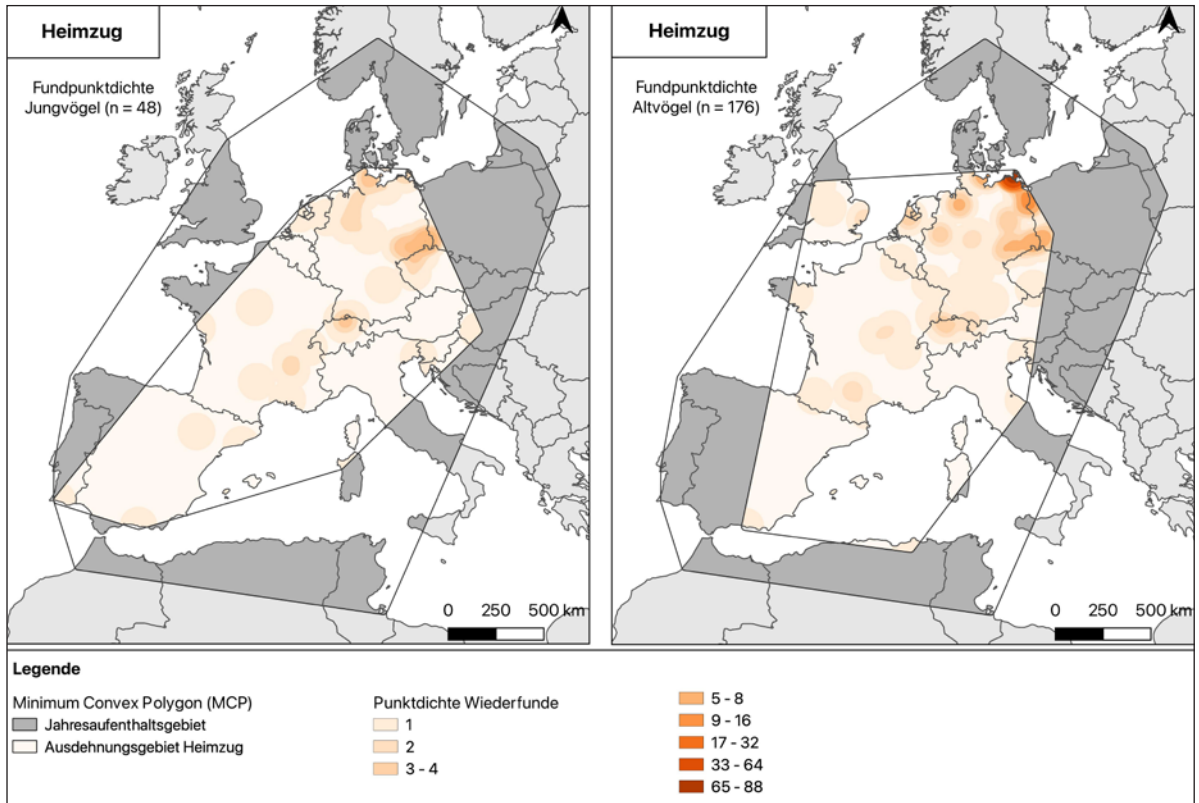 Heimzug
Fundpunktdichte
Jungvögel (n = 48)
0 250 500 km
Heimzug
Fundpunktdichte
Altvögel (n = 176)
0 250 500 km
Legende
Minimum Convex Polygon (MCP)
Jahresaufenthaltsgebiet
Ausdehnungsgebiet Heimzug
Punktdichte Wiederfunde
1
2
3 - 4
5 - 8
9 - 16
17 - 32
33 - 64
65 - 88